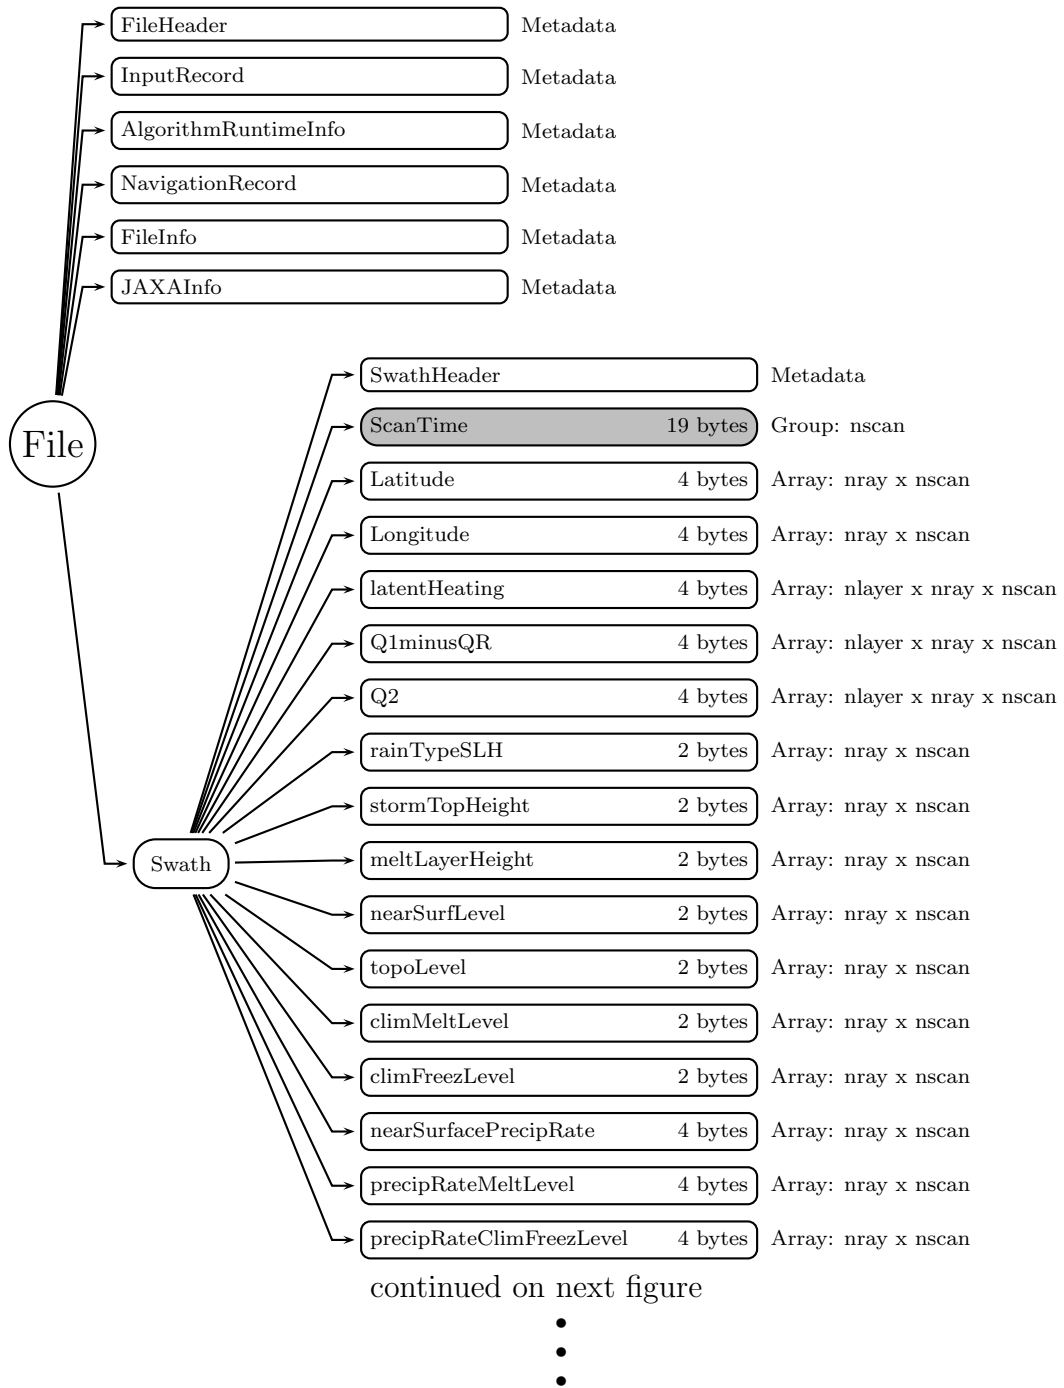 FileHeader Metadata
InputRecord Metadata
AlgorithmRuntimeInfo Metadata
NavigationRecord Metadata
FileInfo Metadata
JAXAInfo Metadata
SwathHeader Metadata
ScanTime 19 bytes Group: nscan
File
Latitude 4 bytes Array: nray x nscan
Longitude 4 bytes Array: nray x nscan
latentHeating 4 bytes Array: nlayer x nray x nscan
Q1minusQR 4 bytes Array: nlayer x nray x nscan
Q2 4 bytes Array: nlayer x nray x nscan
rainTypeSLH 2 bytes Array: nray x nscan
stormTopHeight 2 bytes Array: nray x nscan
Swath
meltLayerHeight 2 bytes Array: nray x nscan
nearSurfLevel 2 bytes Array: nray x nscan
topoLevel 2 bytes Array: nray x nscan
climMeltLevel 2 bytes Array: nray x nscan
climFreezLevel 2 bytes Array: nray x nscan
nearSurfacePrecipRate 4 bytes Array: nray x nscan
precipRateMeltLevel 4 bytes Array: nray x nscan
precipRateClimFreezLevel 4 bytes Array: nray x nscan
continued on next figure